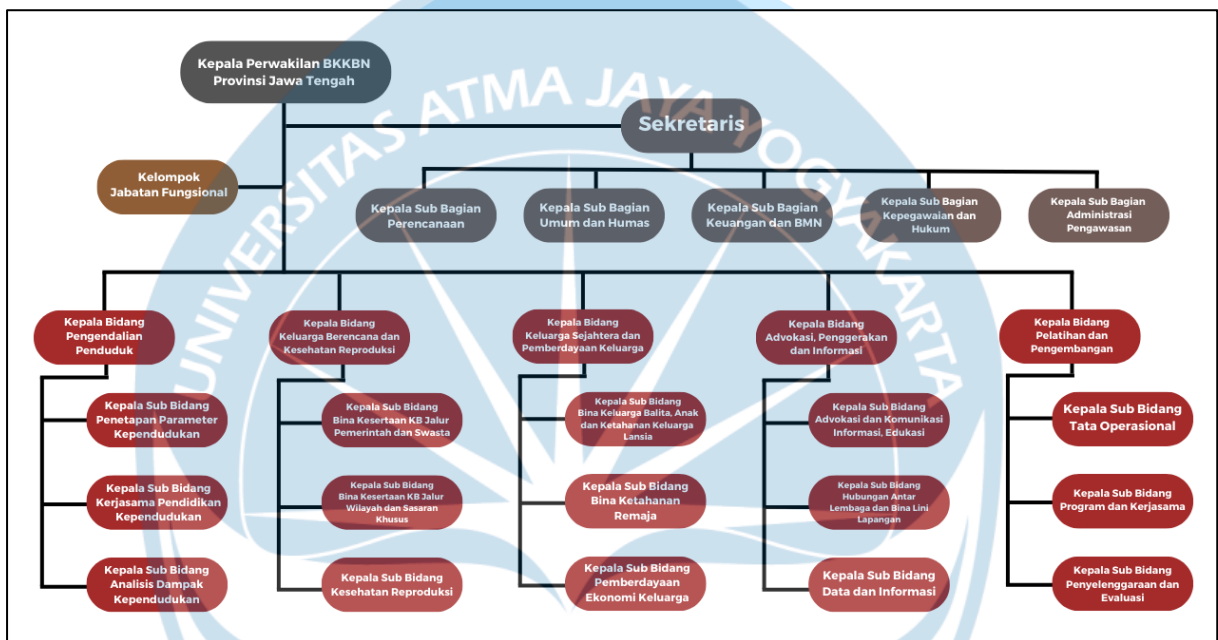 Kepala Perwakilan BKKBN
Provinsi Jawa Tengah
UNIVERSITAS ATMA JAYA YOGYAKARTA
Sekretaris
Kelompok
Jabatan Fungsional
Kepala Sub Bagian
Perencanaan
Kepala Sub Bagian
Umum dan Humas
Kepala Sub Bagian
Keuangan dan BMN
Kepala Sub Bagian
Kepegawaian dan
Hukum
Kepala Sub Bagian
Administrasi
Pengawasan
Kepala Bidang
Pengendalian
Penduduk
Kepala Bidang
Keluarga Berencana dan
Kesehatan Reproduksi
Kepala Bidang
Keluarga Sejahtera dan
Pemberdayaan Keluarga
Kepala Bidang
Advokasi, Penggerakan
dan Informasi
Kepala Bidang
Pelatihan dan
Pengembangan
Kepala Sub Bidang
Penetapan Parameter
Kependudukan
Kepala Sub Bidang
Bina Kesertaan KB Jalur
Pemerintah dan Swasta
Kepala Sub Bidang
Bina Keluarga Balita, Anak
dan Ketahanan Keluarga
Lansia
Kepala Sub Bidang
Advokasi dan Komunikasi
Informasi, Edukasi
Kepala Sub Bidang
Tata Operasional
Kepala Sub Bidang
Kerjasama Pendidikan
Kependudukan
Kepala Sub Bidang
Bina Kesertaan KB Jalur
Wilayah dan Sasaran
Khusus
Kepala Sub Bidang
Bina Ketahanan
Remaja
Kepala Sub Bidang
Hubungan Antar
Lembaga dan Bina Lini
Lapangan
Kepala Sub Bidang
Program dan Kerjasama
Kepala Sub Bidang
Analisis Dampak
Kependudukan
Kepala Sub Bidang
Kesehatan Reproduksi
Kepala Sub Bidang
Pemberdayaan
Ekonomi Keluarga
Kepala Sub Bidang
Data dan Informasi
Kepala Sub Bidang
Penyelenggaraan dan
Evaluasi